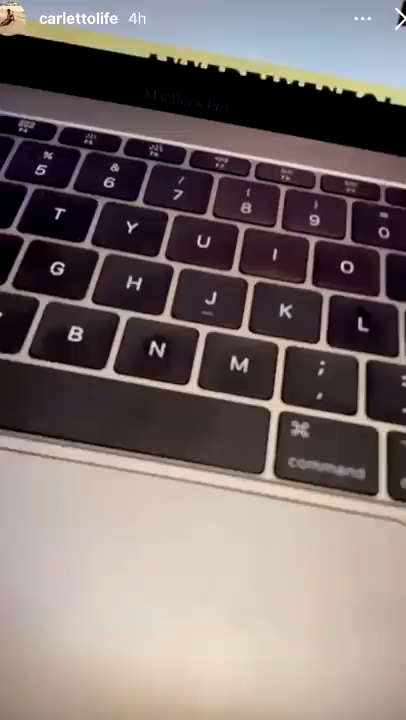 carlettolife 4h
MacBook Pro
% & / ( ) =
5 6 7 8 9 0
T Y U I O
G H J K L
B N M ; ,
⌘
command